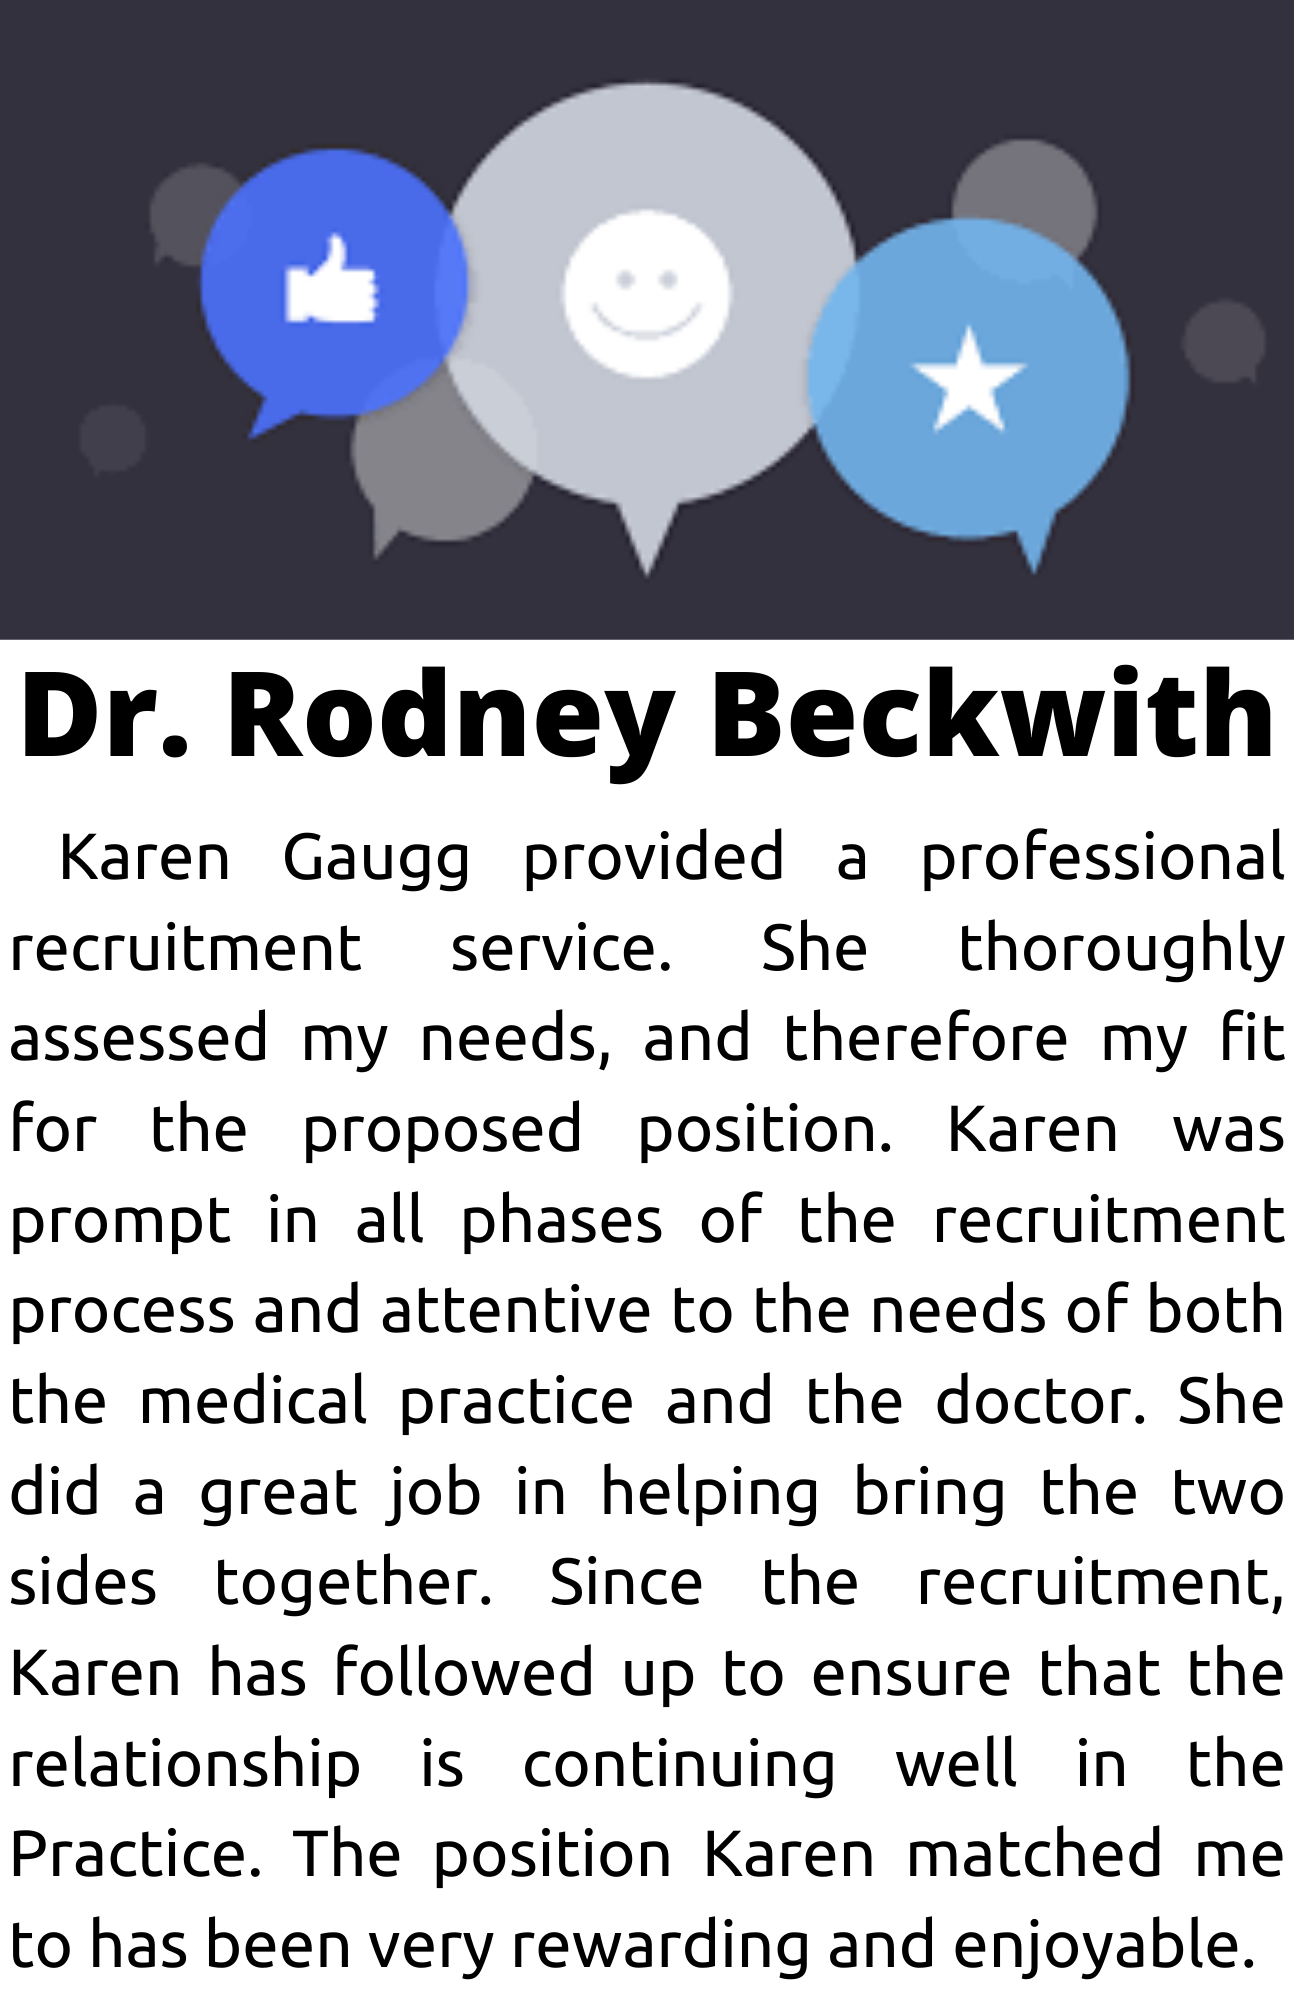 Dr. Rodney Beckwith
Karen Gaugg provided a professional
recruitment service. She thoroughly
assessed my needs, and therefore my fit
for the proposed position. Karen was
prompt in all phases of the recruitment
process and attentive to the needs of both
the medical practice and the doctor. She
did a great job in helping bring the two
sides together. Since the recruitment,
Karen has followed up to ensure that the
relationship is continuing well in the
Practice. The position Karen matched me
to has been very rewarding and enjoyable.